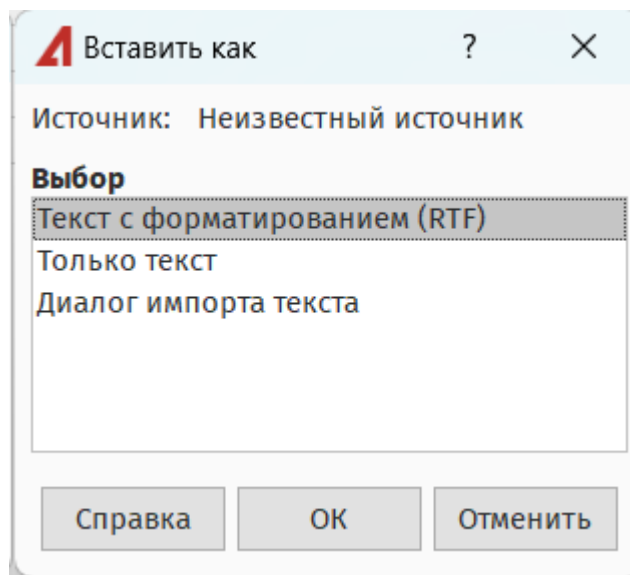 Вставить как ?
Источник: Неизвестный источник
Выбор
Текст с форматированием (RTF)
Только текст
Диалог импорта текста
Справка ОК Отменить